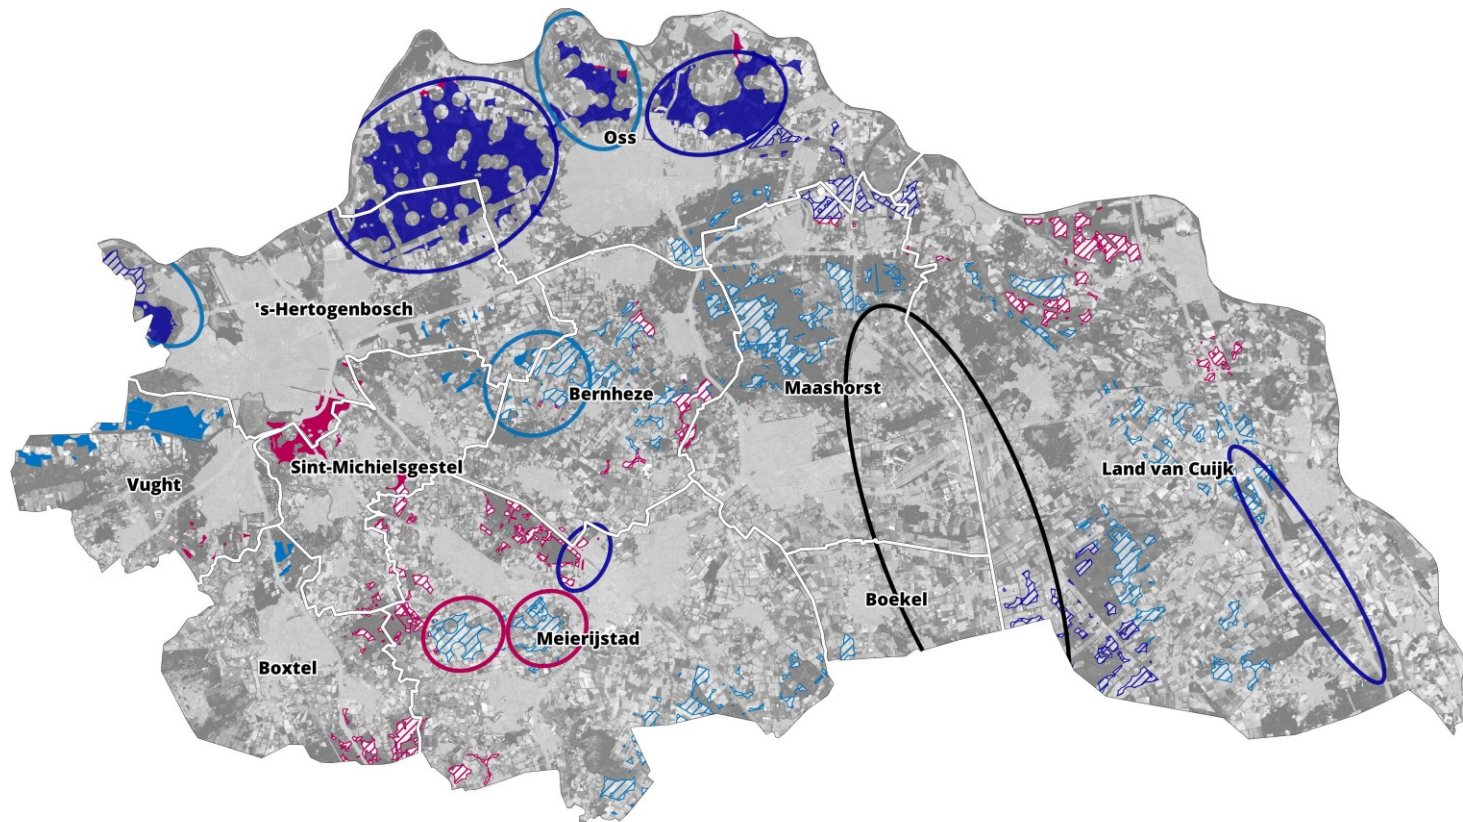 Oss
's-Hertogenbosch
Bernheze
Maashorst
Sint-Michielsgestel
Land van Cuijk
Vught
Boekel
Meierijstad
Boxtel